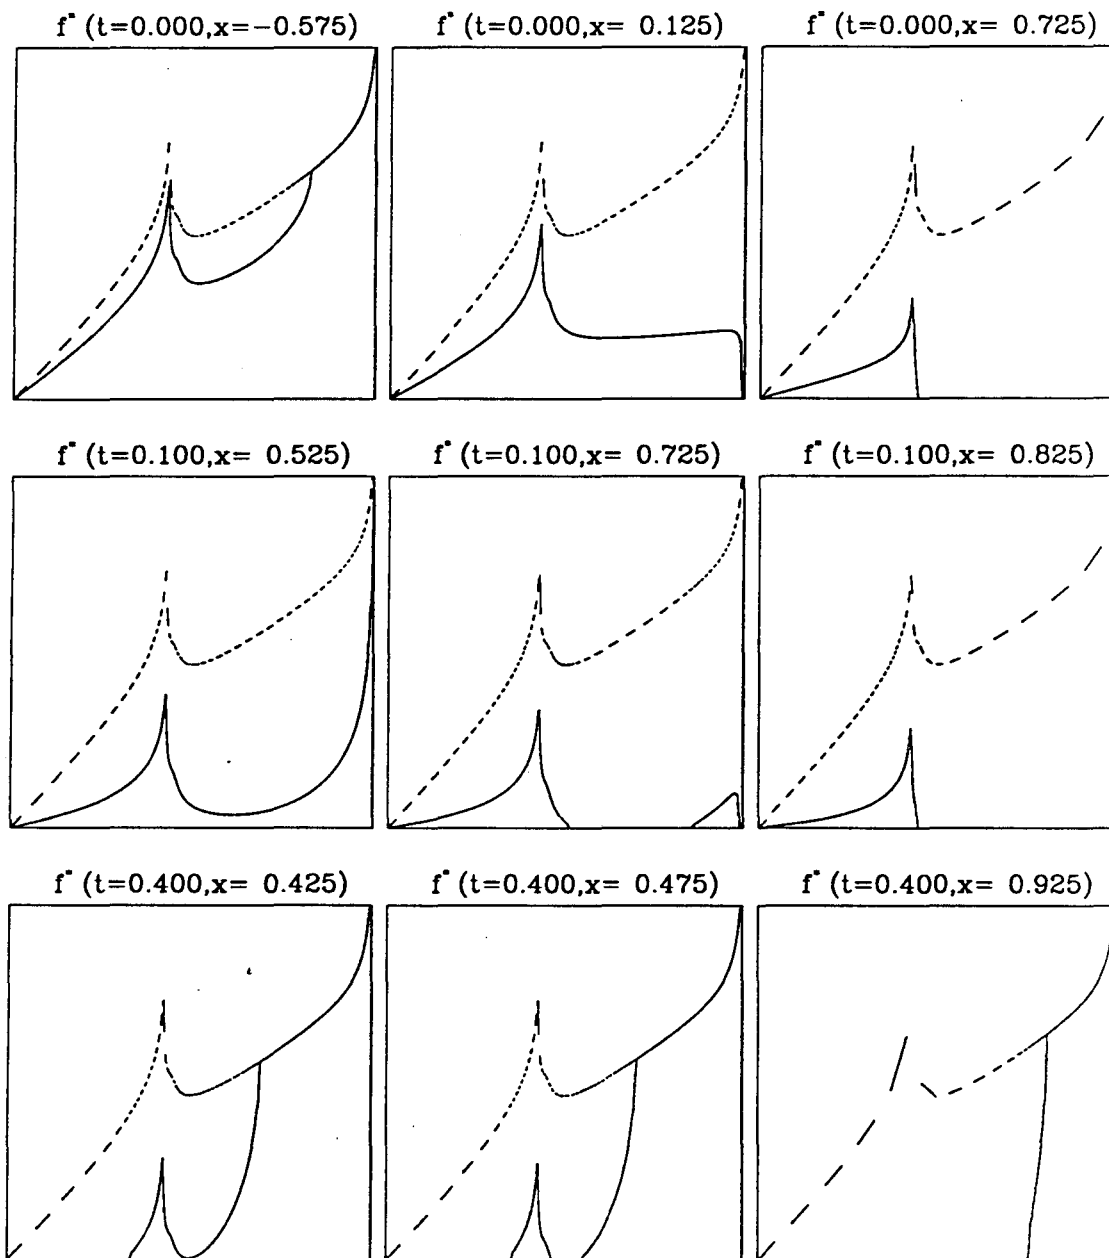 f* (t=0.000,x=-0.575)
f* (t=0.000,x= 0.125)
f* (t=0.000,x= 0.725)
f* (t=0.100,x= 0.525)
f* (t=0.100,x= 0.725)
f* (t=0.100,x= 0.825)
f* (t=0.400,x= 0.425)
f* (t=0.400,x= 0.475)
f* (t=0.400,x= 0.925)